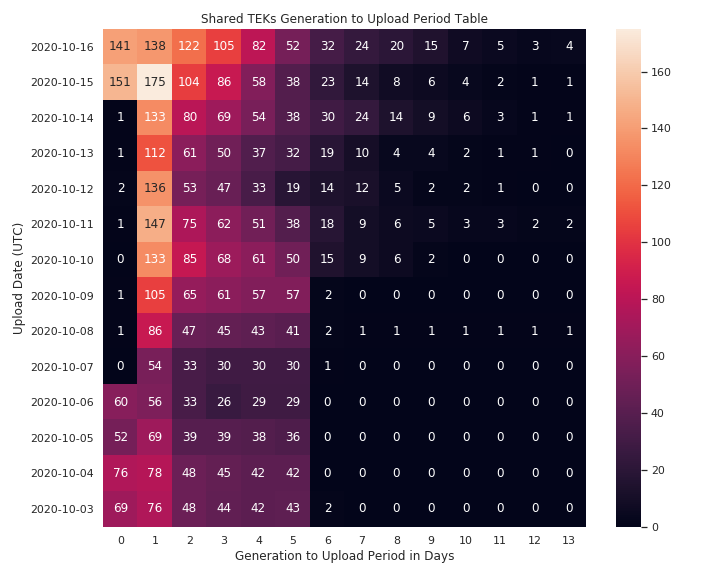 Shared TEKs Generation to Upload Period Table
Upload Date (UTC)
2020-10-16 141 138 122 105 82 52 32 24 20 15 7 5 3 4
2020-10-15 151 175 104 86 58 38 23 14 8 6 4 2 1 1
2020-10-14 1 133 80 69 54 38 30 24 14 9 6 3 1 1
2020-10-13 1 112 61 50 37 32 19 10 4 4 2 1 1 0
2020-10-12 2 136 53 47 33 19 14 12 5 2 2 1 0 0
2020-10-11 1 147 75 62 51 38 18 9 6 5 3 3 2 2
2020-10-10 0 133 85 68 61 50 15 9 6 2 0 0 0 0
2020-10-09 1 105 65 61 57 57 2 0 0 0 0 0 0 0
2020-10-08 1 86 47 45 43 41 2 1 1 1 1 1 1 1
2020-10-07 0 54 33 30 30 30 1 0 0 0 0 0 0 0
2020-10-06 60 56 33 26 29 29 0 0 0 0 0 0 0 0
2020-10-05 52 69 39 39 38 36 0 0 0 0 0 0 0 0
2020-10-04 76 78 48 45 42 42 0 0 0 0 0 0 0 0
2020-10-03 69 76 48 44 42 43 2 0 0 0 0 0 0 0
0 1 2 3 4 5 6 7 8 9 10 11 12 13
Generation to Upload Period in Days
160
140
120
100
80
60
40
20
0